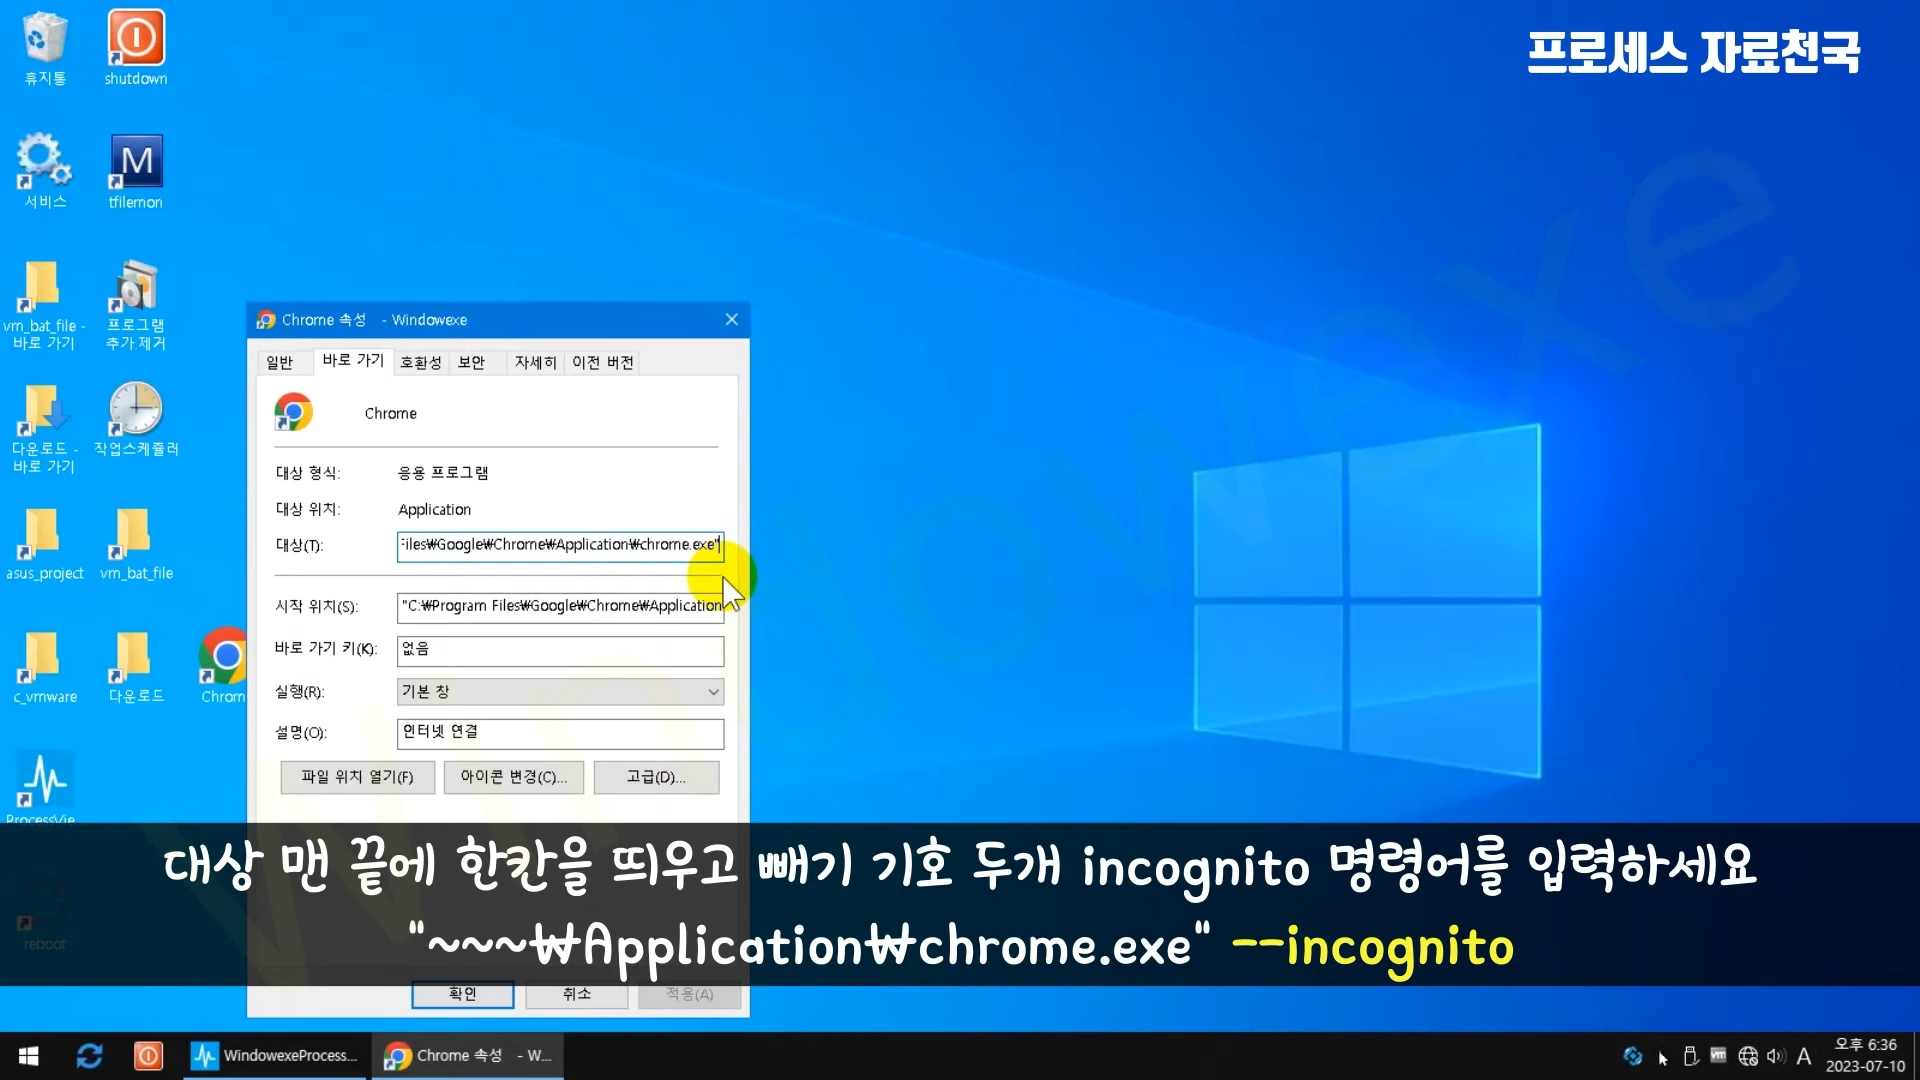 프로세스 자료천국
휴지통
shutdown
서비스
tfilemon
vm_bat_file -
바로 가기
프로그램
추가.제거
다운로드 -
바로 가기
작업스케쥴러
asus_project
vm_bat_file
c_vmware
다운로드
Chrom
ProcessVie
reboot
Chrome 속성 - Windowexe
일반
바로 가기
호환성
보안
자세히
이전 버전
Chrome
대상 형식: 응용 프로그램
대상 위치: Application
대상(T): iles₩Google₩Chrome₩Application₩chrome.exe"
시작 위치(S): "C:₩Program Files₩Google₩Chrome₩Application
바로 가기 키(K): 없음
실행(R): 기본 창
설명(O): 인터넷 연결
파일 위치 열기(F)
아이콘 변경(C)...
고급(D)...
대상 맨 끝에 한칸을 띄우고 빼기 기호 두개 incognito 명령어를 입력하세요
"~~~₩Application₩chrome.exe" --incognito
확인
취소
적용(A)
Windowexe
WindowexeProcess...
Chrome 속성 - W...
vm
A
오후 6:36
2023-07-10